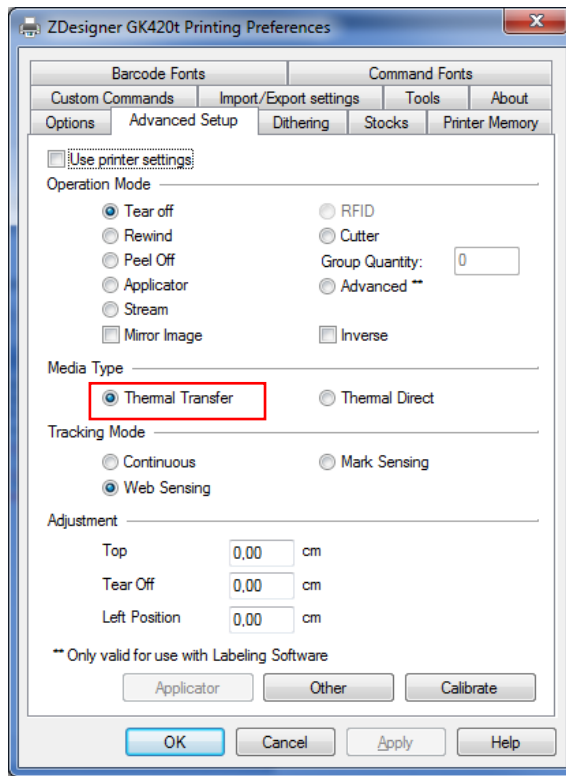 ZDesigner GK420t Printing Preferences
Barcode Fonts Command Fonts
Custom Commands Import/Export settings Tools About
Options Advanced Setup Dithering Stocks Printer Memory
Use printer settings
Operation Mode
Tear off RFID
Rewind Cutter
Peel Off Group Quantity: 0
Applicator Advanced **
Stream
Mirror Image Inverse
Media Type
Thermal Transfer Thermal Direct
Tracking Mode
Continuous Mark Sensing
Web Sensing
Adjustment
Top 0,00 cm
Tear Off 0,00 cm
Left Position 0,00 cm
** Only valid for use with Labeling Software
Applicator Other Calibrate
OK Cancel Apply Help